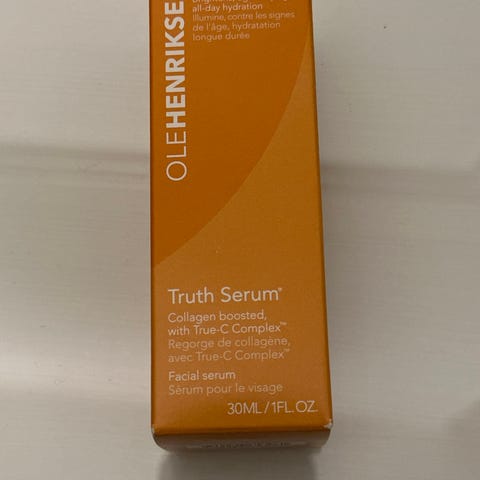 all-day hydration
Illumine, contre les signes
de l'âge, hydratation
longue durée
OLEHENRIKSE
Truth Serum®
Collagen boosted,
with True-C Complex™
Regorge de collagène,
avec True-C Complex™
Facial serum
Sérum pour le visage
30ML/1FL.OZ.